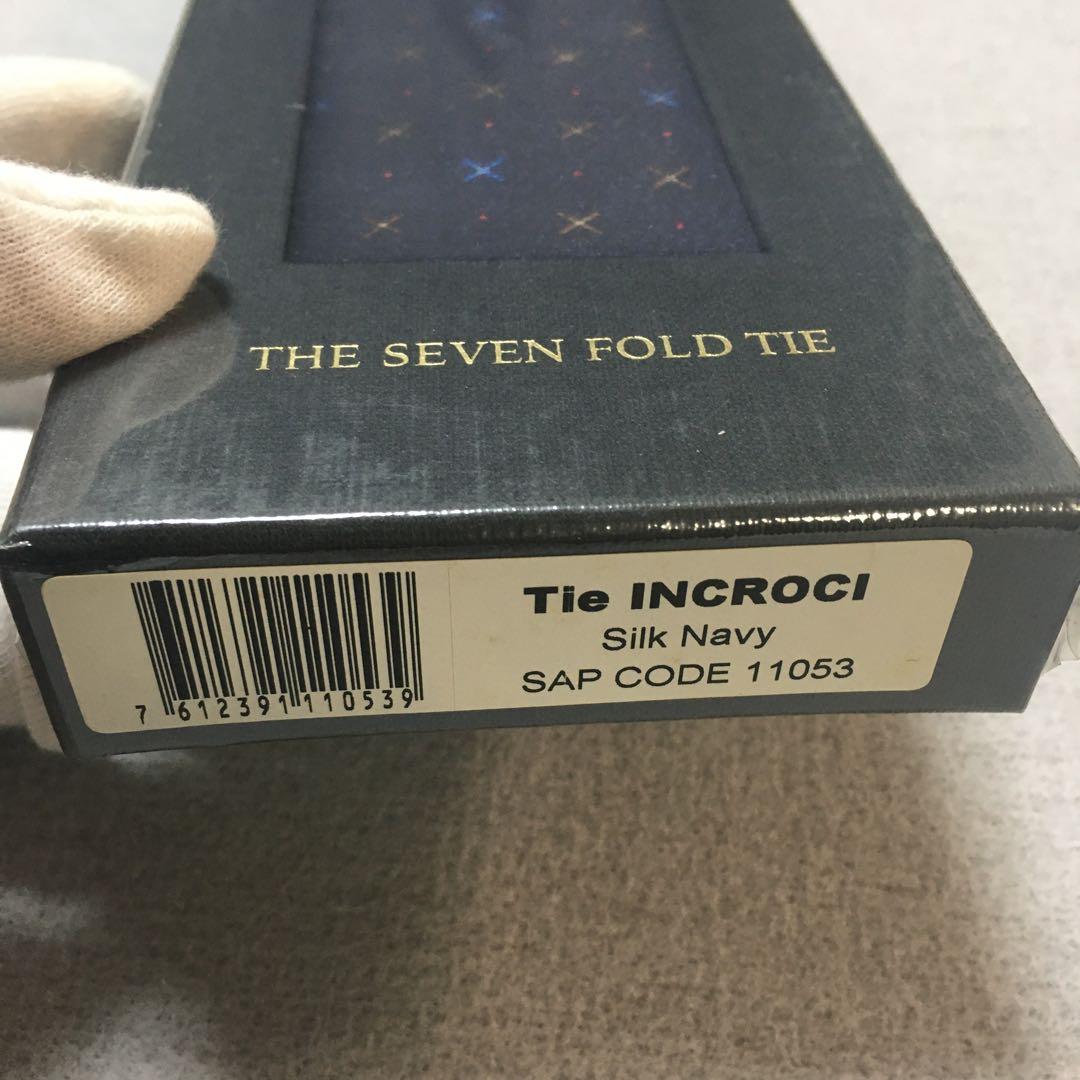 THE SEVEN FOLD TIE
Tie INCROCI
Silk Navy
SAP CODE 11053
7 612391 110539